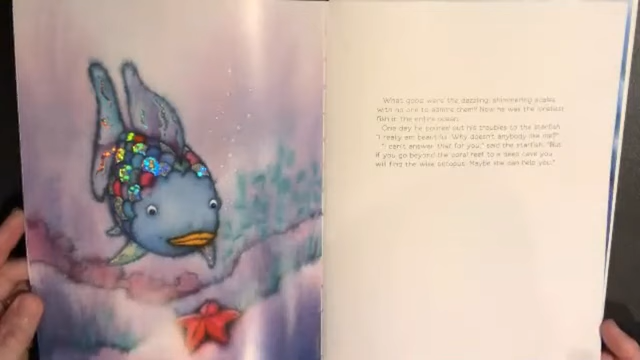 What good were the dazzling, shimmering scales
with no one to admire them? Now he was the loneliest
fish in the entire ocean.
One day he poured out his troubles to the starfish.
"I really am beautiful. Why doesn't anybody like me?"
"I can't answer that for you," said the starfish. "But
if you go beyond the coral reef to a deep cave you
will find the wise octopus. Maybe she can help you."